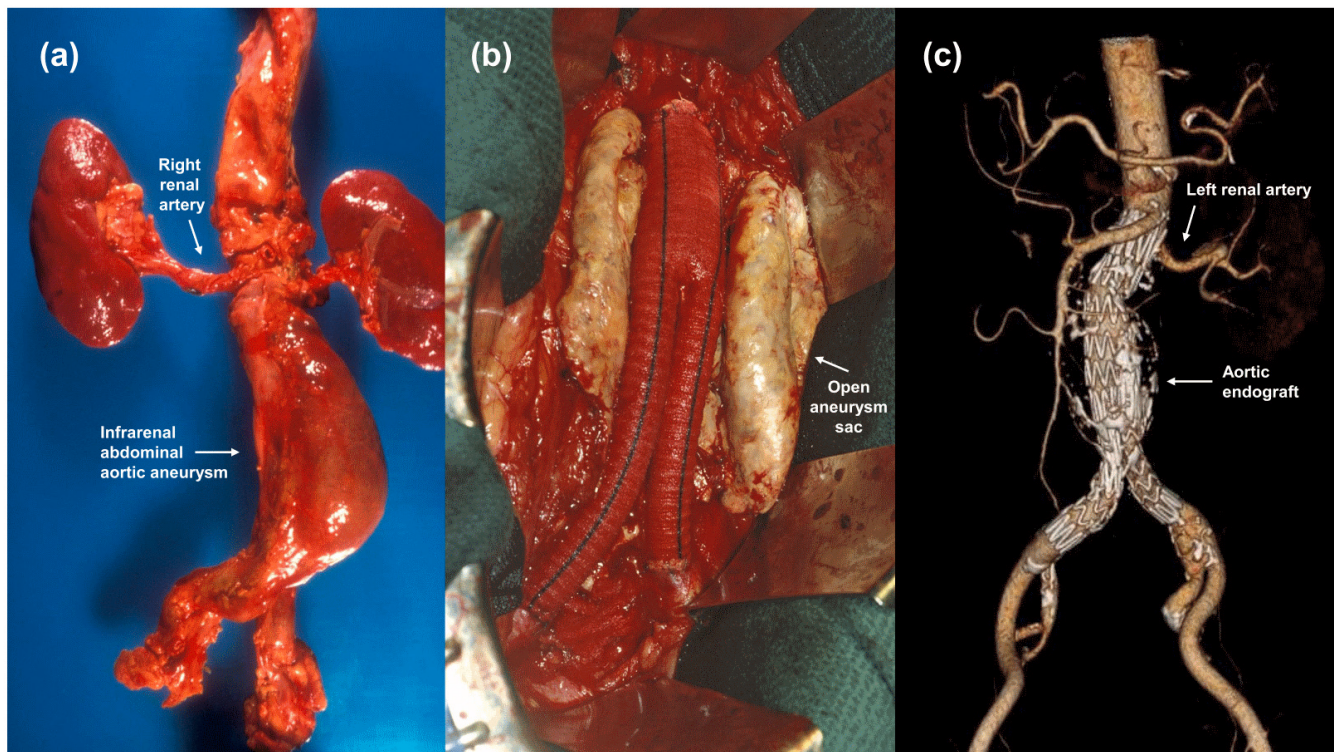 (a)
Right
renal
artery
Infrarenal
abdominal
aortic aneurysm
(b)
Open
aneurysm
sac
(c)
Left renal artery
Aortic
endograft